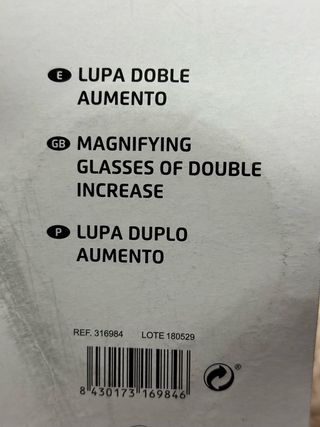 E LUPA DOBLE
AUMENTO
GB MAGNIFYING
GLASSES OF DOUBLE
INCREASE
P LUPA DUPLO
AUMENTO
REF. 316984 LOTE 180529
8 430173 169846
®